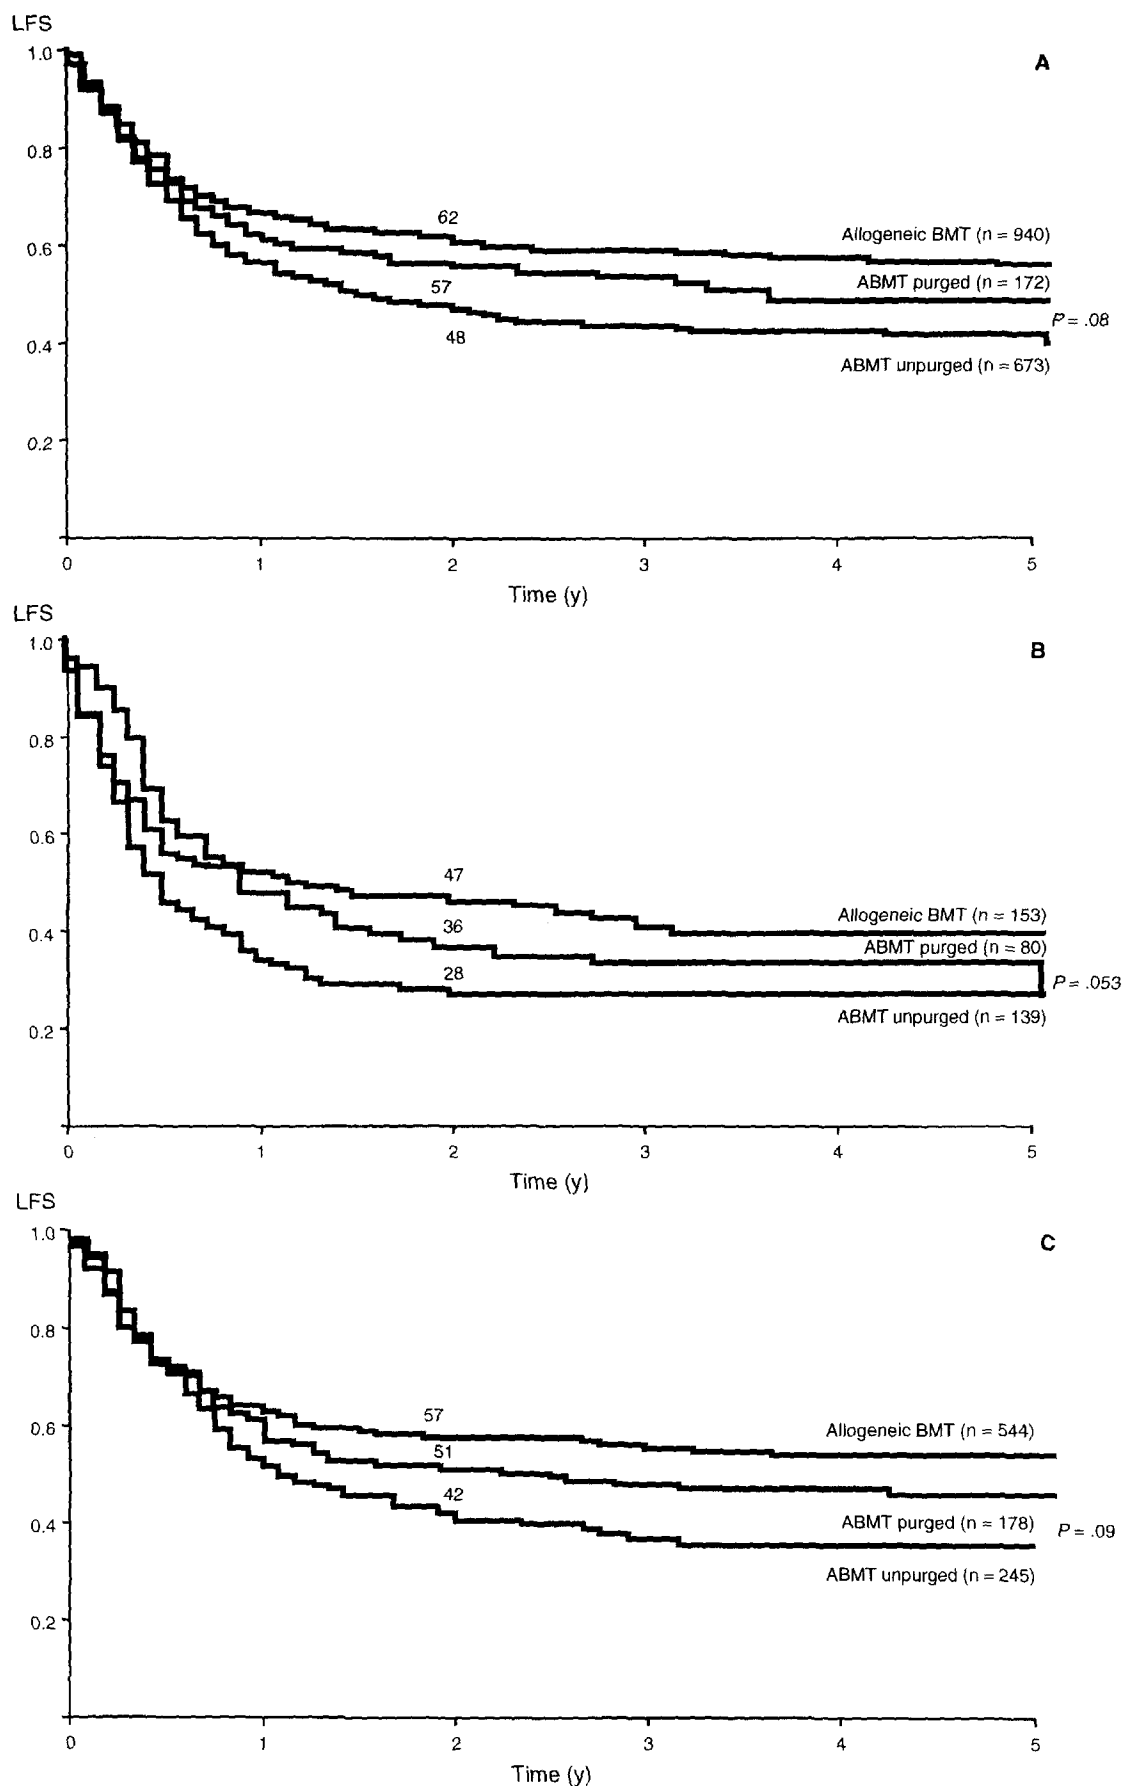 LFS
A
1.0
0.8
62
Allogeneic BMT (n = 940)
0.6
ABMT purged (n = 172)
57
P = .08
48
0.4
ABMT unpurged (n = 673)
0.2
0 1 2 3 4 5
Time (y)
LFS
B
1.0
0.8
0.6
47
Allogeneic BMT (n = 153)
36
0.4
ABMT purged (n = 80)
28
P = .053
ABMT unpurged (n = 139)
0.2
0 1 2 3 4 5
Time (y)
LFS
C
1.0
0.8
57
Allogeneic BMT (n = 544)
0.6
51
42
0.4
ABMT purged (n = 178)
P = .09
ABMT unpurged (n = 245)
0.2
0 1 2 3 4 5
Time (y)